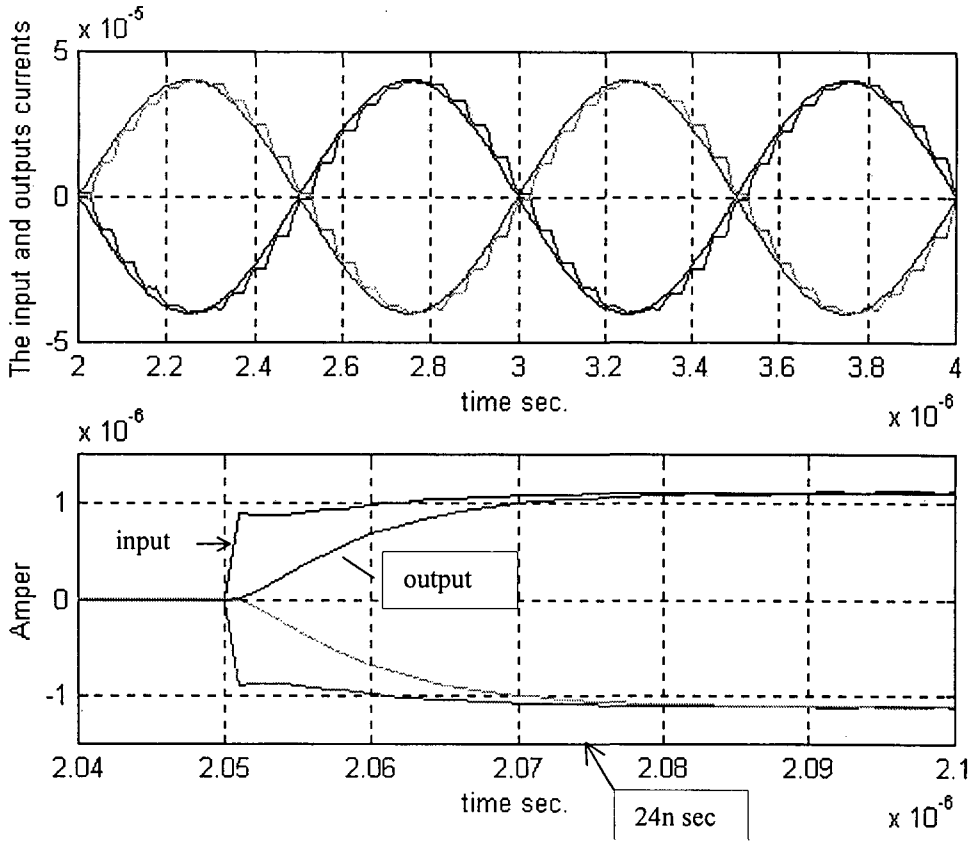 x 10^-5
The input and outputs currents
5
0
-5
2 2.2 2.4 2.6 2.8 3 3.2 3.4 3.6 3.8 4
time sec.
x 10^-6
x 10^-6
Amper
1
0
-1
input
output
2.04 2.05 2.06 2.07 2.08 2.09 2.1
time sec.
24n sec
x 10^-6